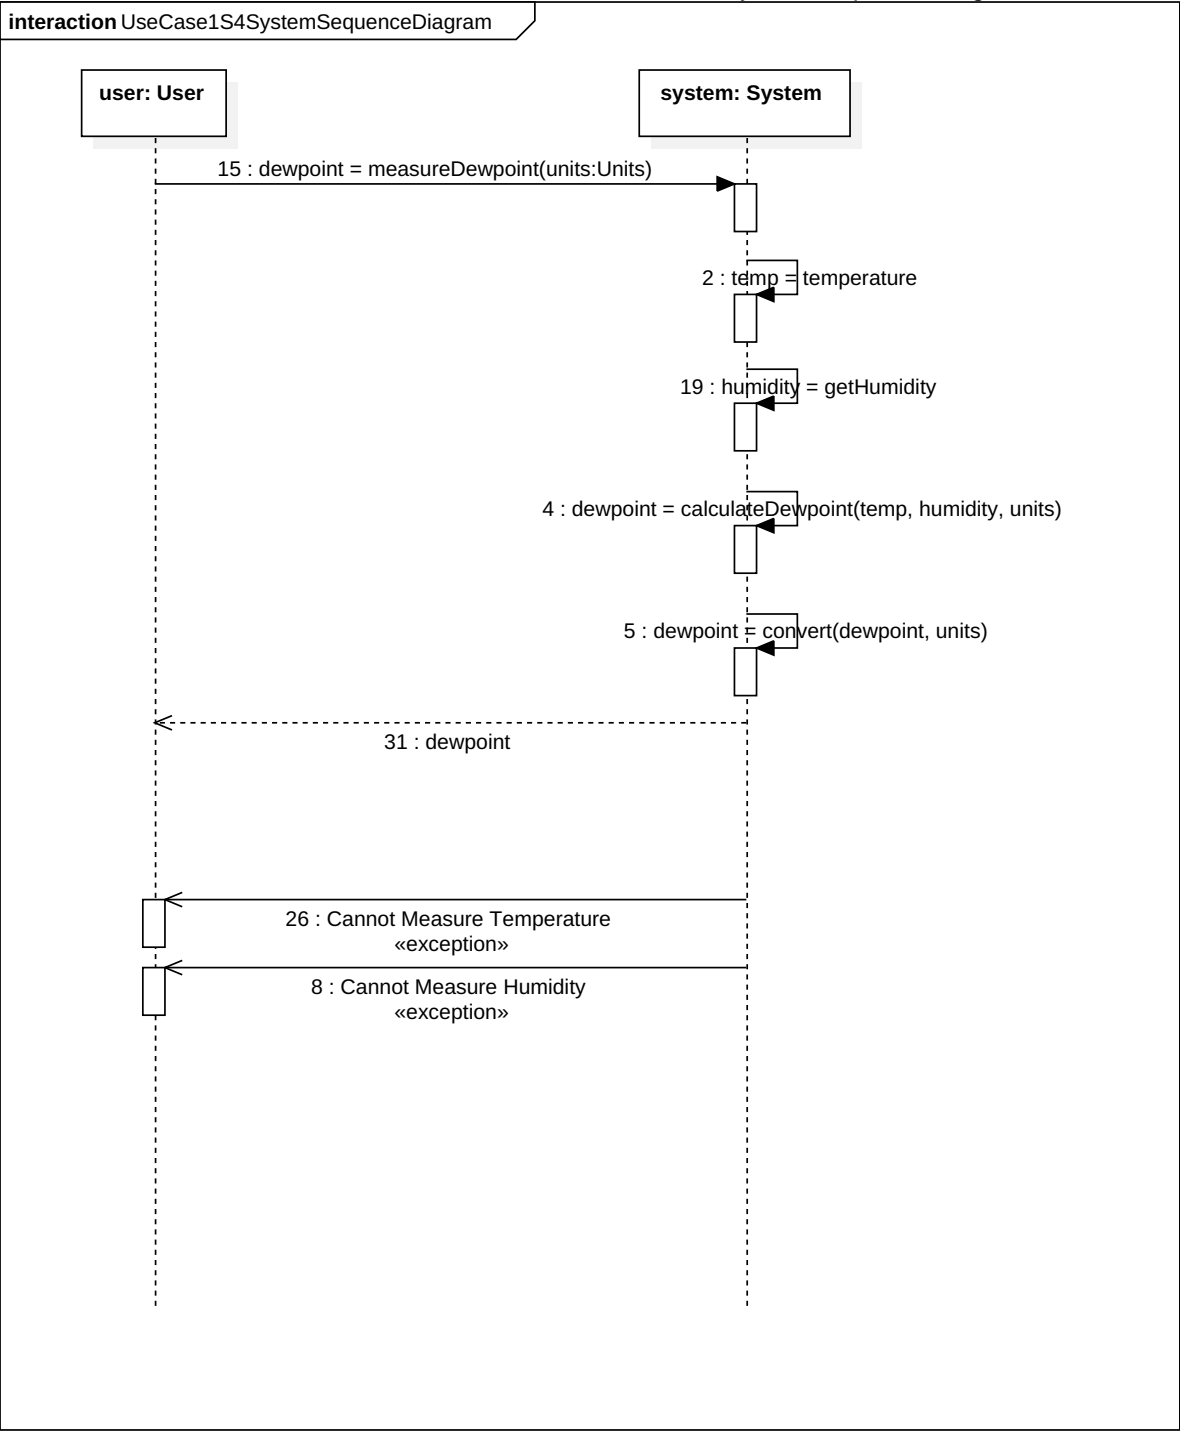 interaction UseCase1S4SystemSequenceDiagram
user: User
system: System
15 : dewpoint = measureDewpoint(units:Units)
2 : temp = temperature
19 : humidity = getHumidity
4 : dewpoint = calculateDewpoint(temp, humidity, units)
5 : dewpoint = convert(dewpoint, units)
31 : dewpoint
26 : Cannot Measure Temperature
«exception»
8 : Cannot Measure Humidity
«exception»